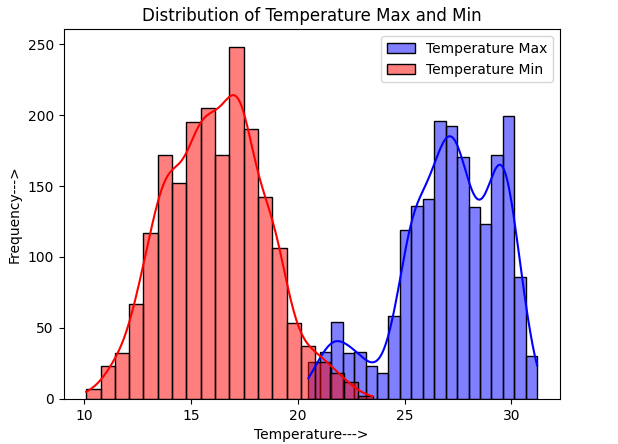 Distribution of Temperature Max and Min
250
200
150
100
50
0
Frequency--->
Temperature Max
Temperature Min
10
15
20
25
30
Temperature--->